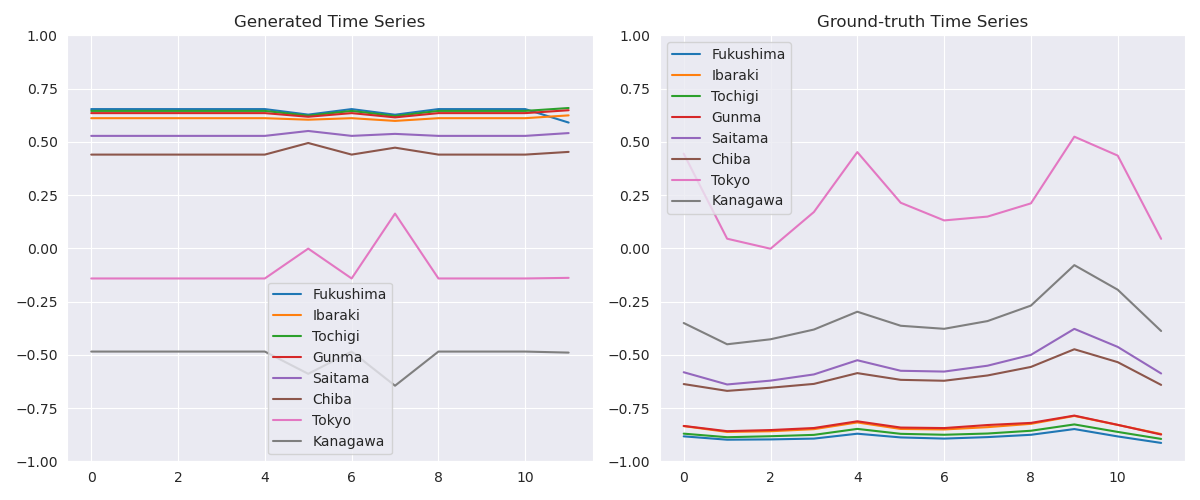 Generated Time Series
1.00
0.75
0.50
0.25
0.00
−0.25
−0.50
−0.75
−1.00
0 2 4 6 8 10
Fukushima
Ibaraki
Tochigi
Gunma
Saitama
Chiba
Tokyo
Kanagawa
Ground-truth Time Series
1.00
0.75
0.50
0.25
0.00
−0.25
−0.50
−0.75
−1.00
0 2 4 6 8 10
Fukushima
Ibaraki
Tochigi
Gunma
Saitama
Chiba
Tokyo
Kanagawa